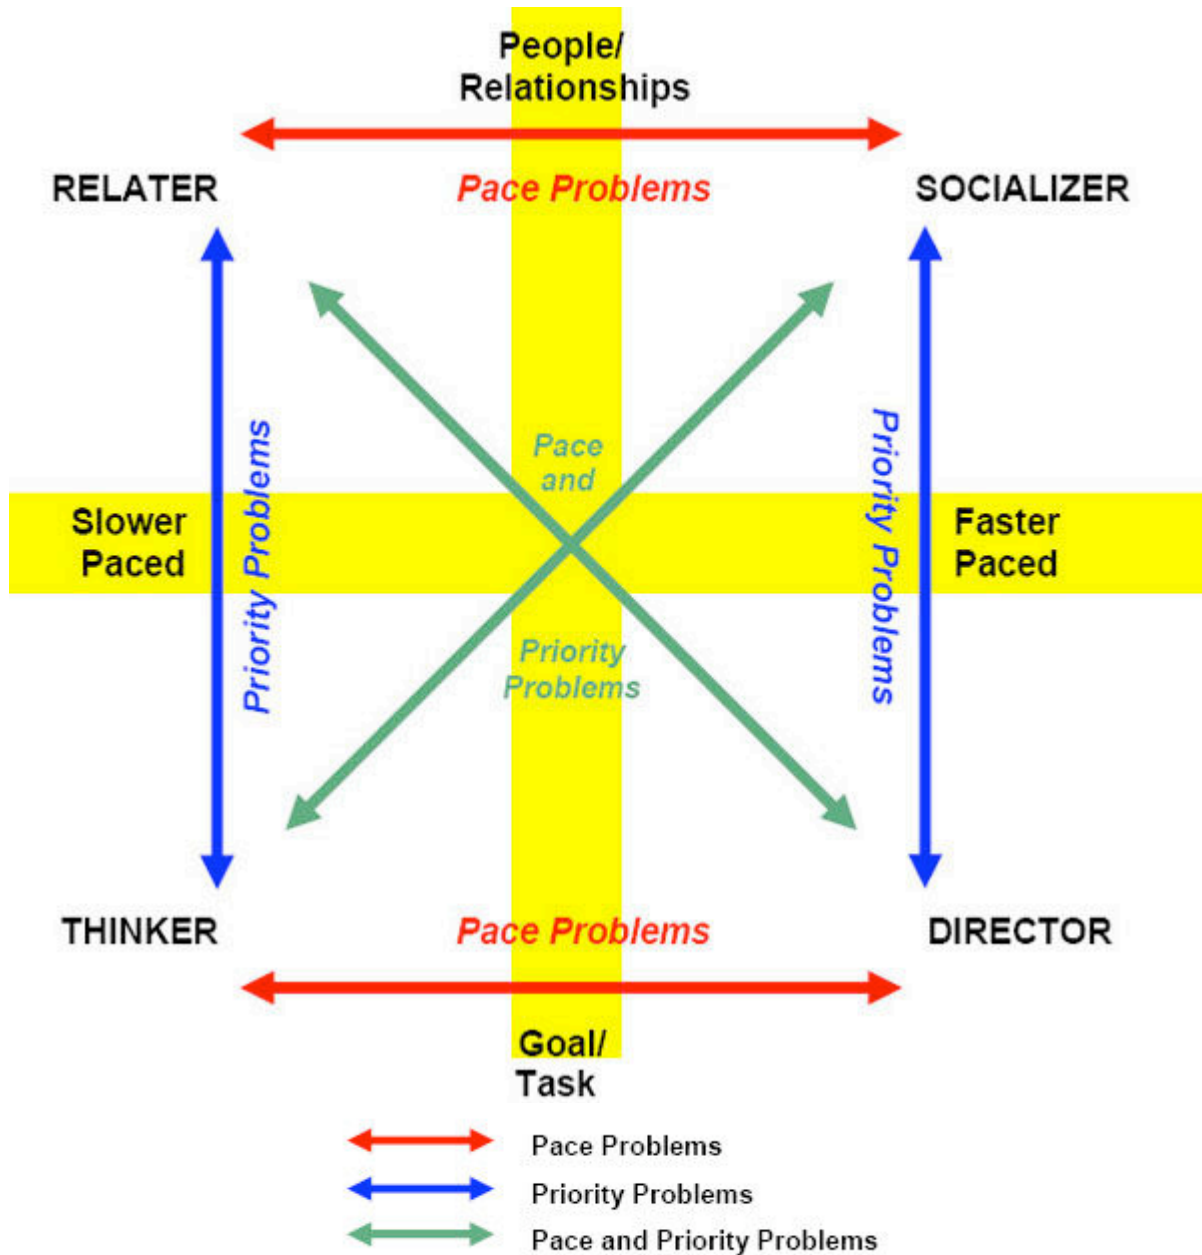 People/
Relationships
RELATER
Pace Problems
SOCIALIZER
Pace
and
Priority Problems
Priority Problems
Slower
Paced
Faster
Paced
Priority
Problems
THINKER
Pace Problems
DIRECTOR
Goal/
Task
Pace Problems
Priority Problems
Pace and Priority Problems